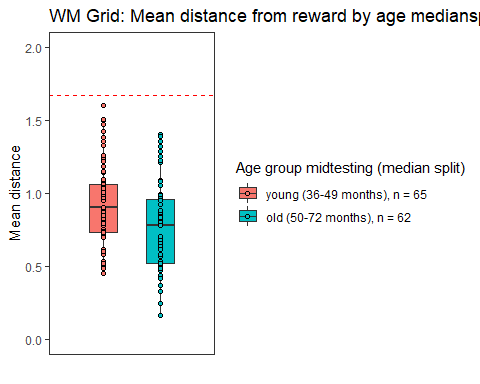 WM Grid: Mean distance from reward by age mediansp
2.0
1.5
1.0
0.5
0.0
Mean distance
Age group midtesting (median split)
young (36-49 months), n = 65
old (50-72 months), n = 62